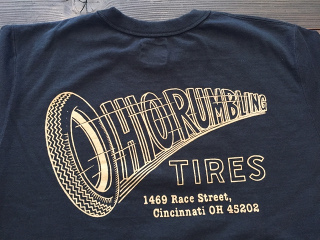 OHIO RUMBLING
TIRES
1469 Race Street,
Cincinnati OH 45202